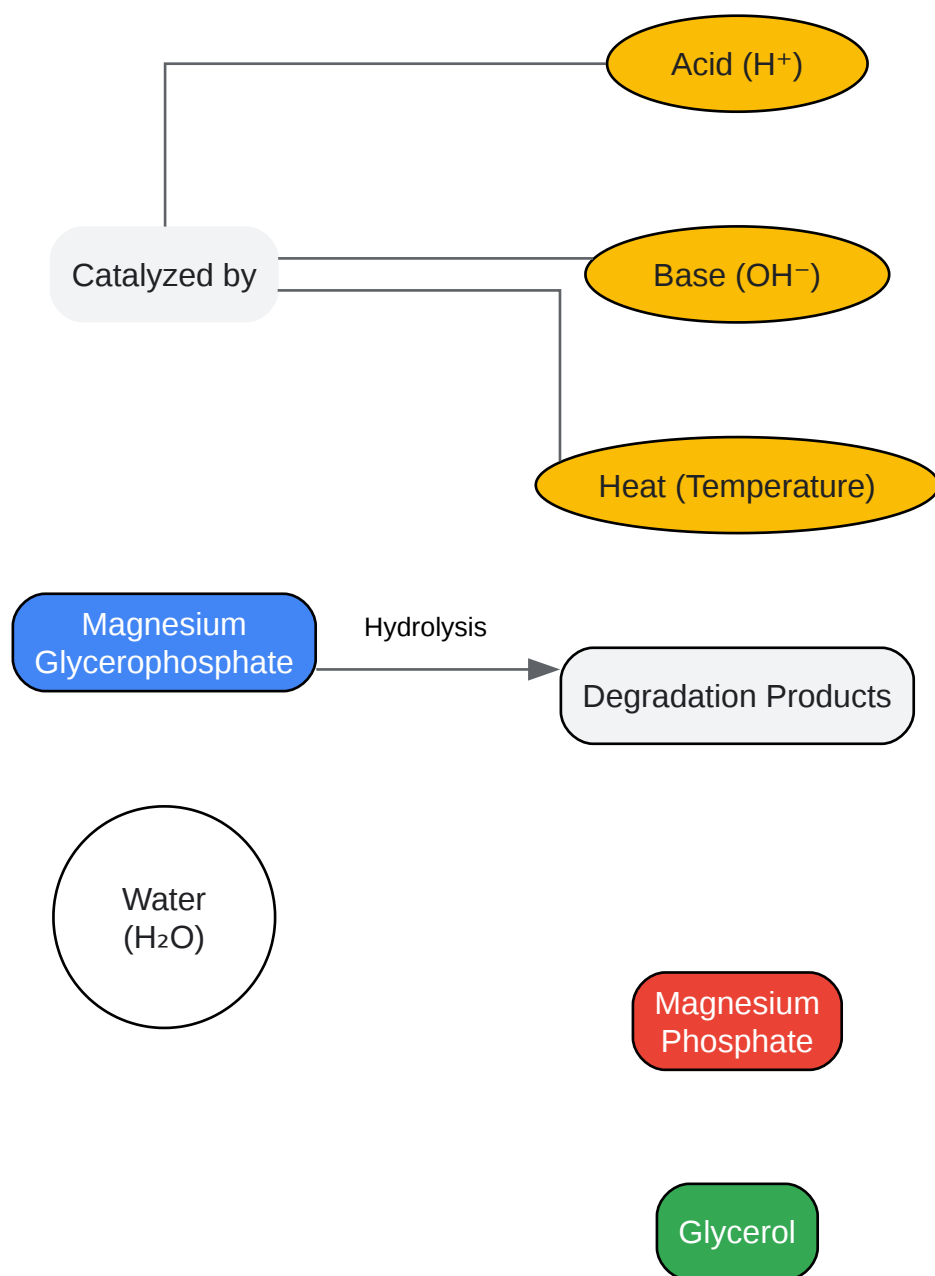 Acid (H⁺)
Catalyzed by
Base (OH⁻)
Heat (Temperature)
Magnesium
Glycerophosphate
Hydrolysis
Degradation Products
Water
(H₂O)
Magnesium
Phosphate
Glycerol